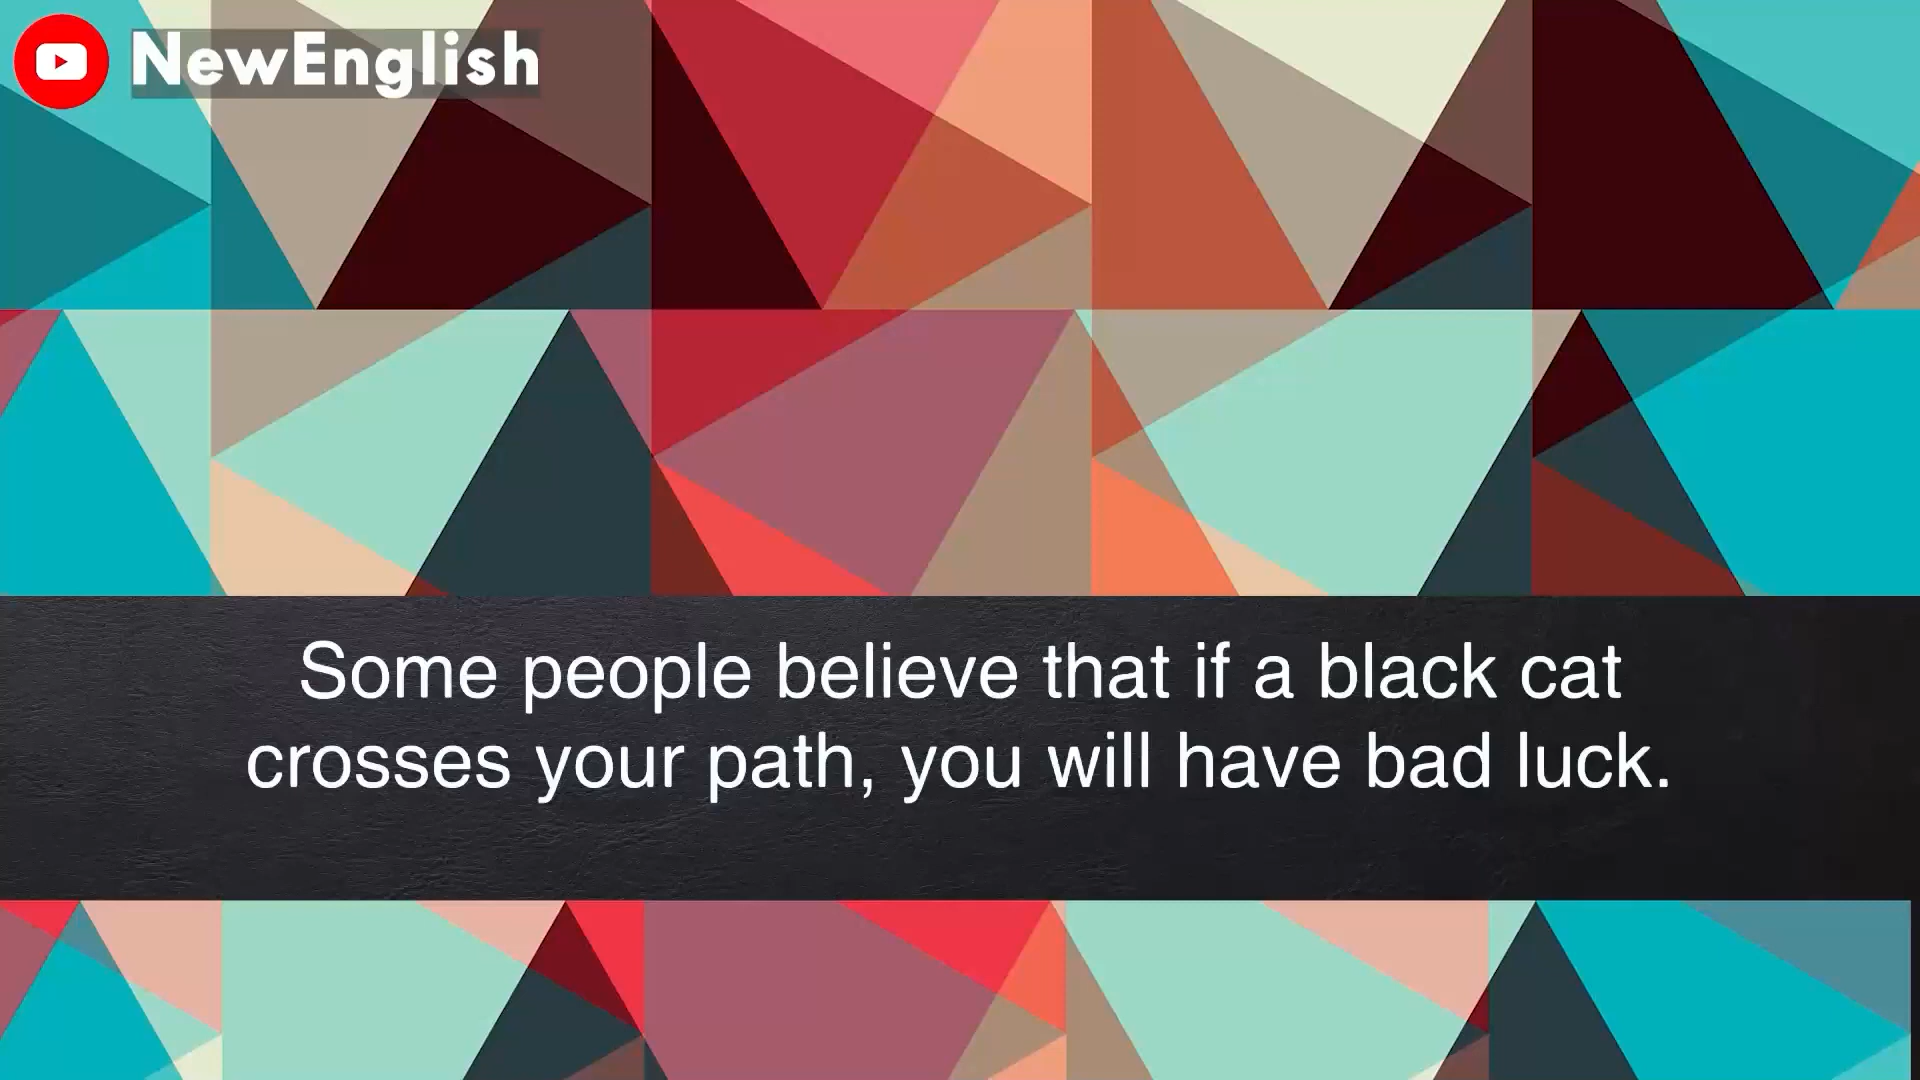 NewEnglish
Some people believe that if a black cat
crosses your path, you will have bad luck.